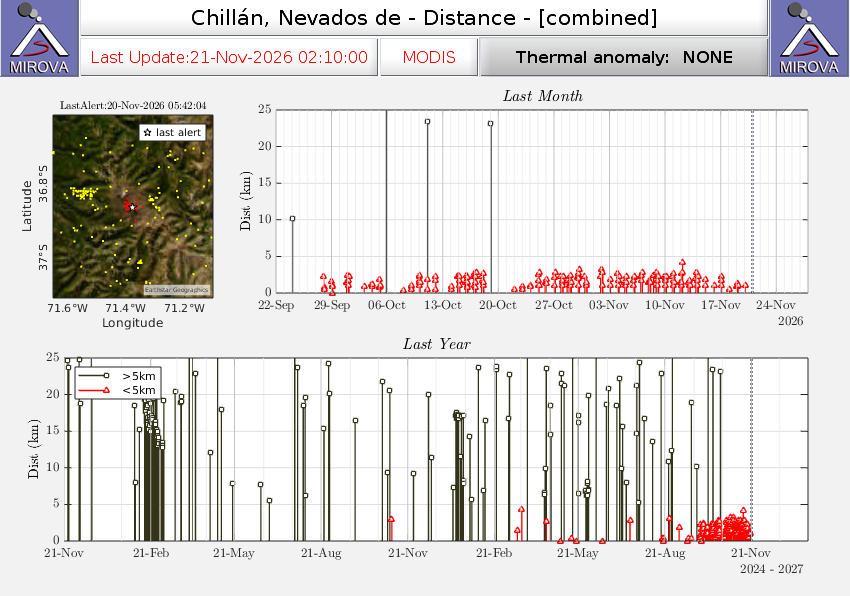 Chillán, Nevados de - Distance - [combined]
MIROVA
Last Update:21-Nov-2026 02:10:00
MODIS
Thermal anomaly: NONE
MIROVA
LastAlert:20-Nov-2026 05:42:04
last alert
Latitude
36.8°S
37°S
Earthstar Geographics
71.6°W 71.4°W 71.2°W
Longitude
Last Month
Dist (km)
25
20
15
10
5
0
22-Sep 29-Sep 06-Oct 13-Oct 20-Oct 27-Oct 03-Nov 10-Nov 17-Nov 24-Nov
2026
Last Year
>5km
<5km
Dist (km)
25
20
15
10
5
0
21-Nov 21-Feb 21-May 21-Aug 21-Nov 21-Feb 21-May 21-Aug 21-Nov
2024 - 2027